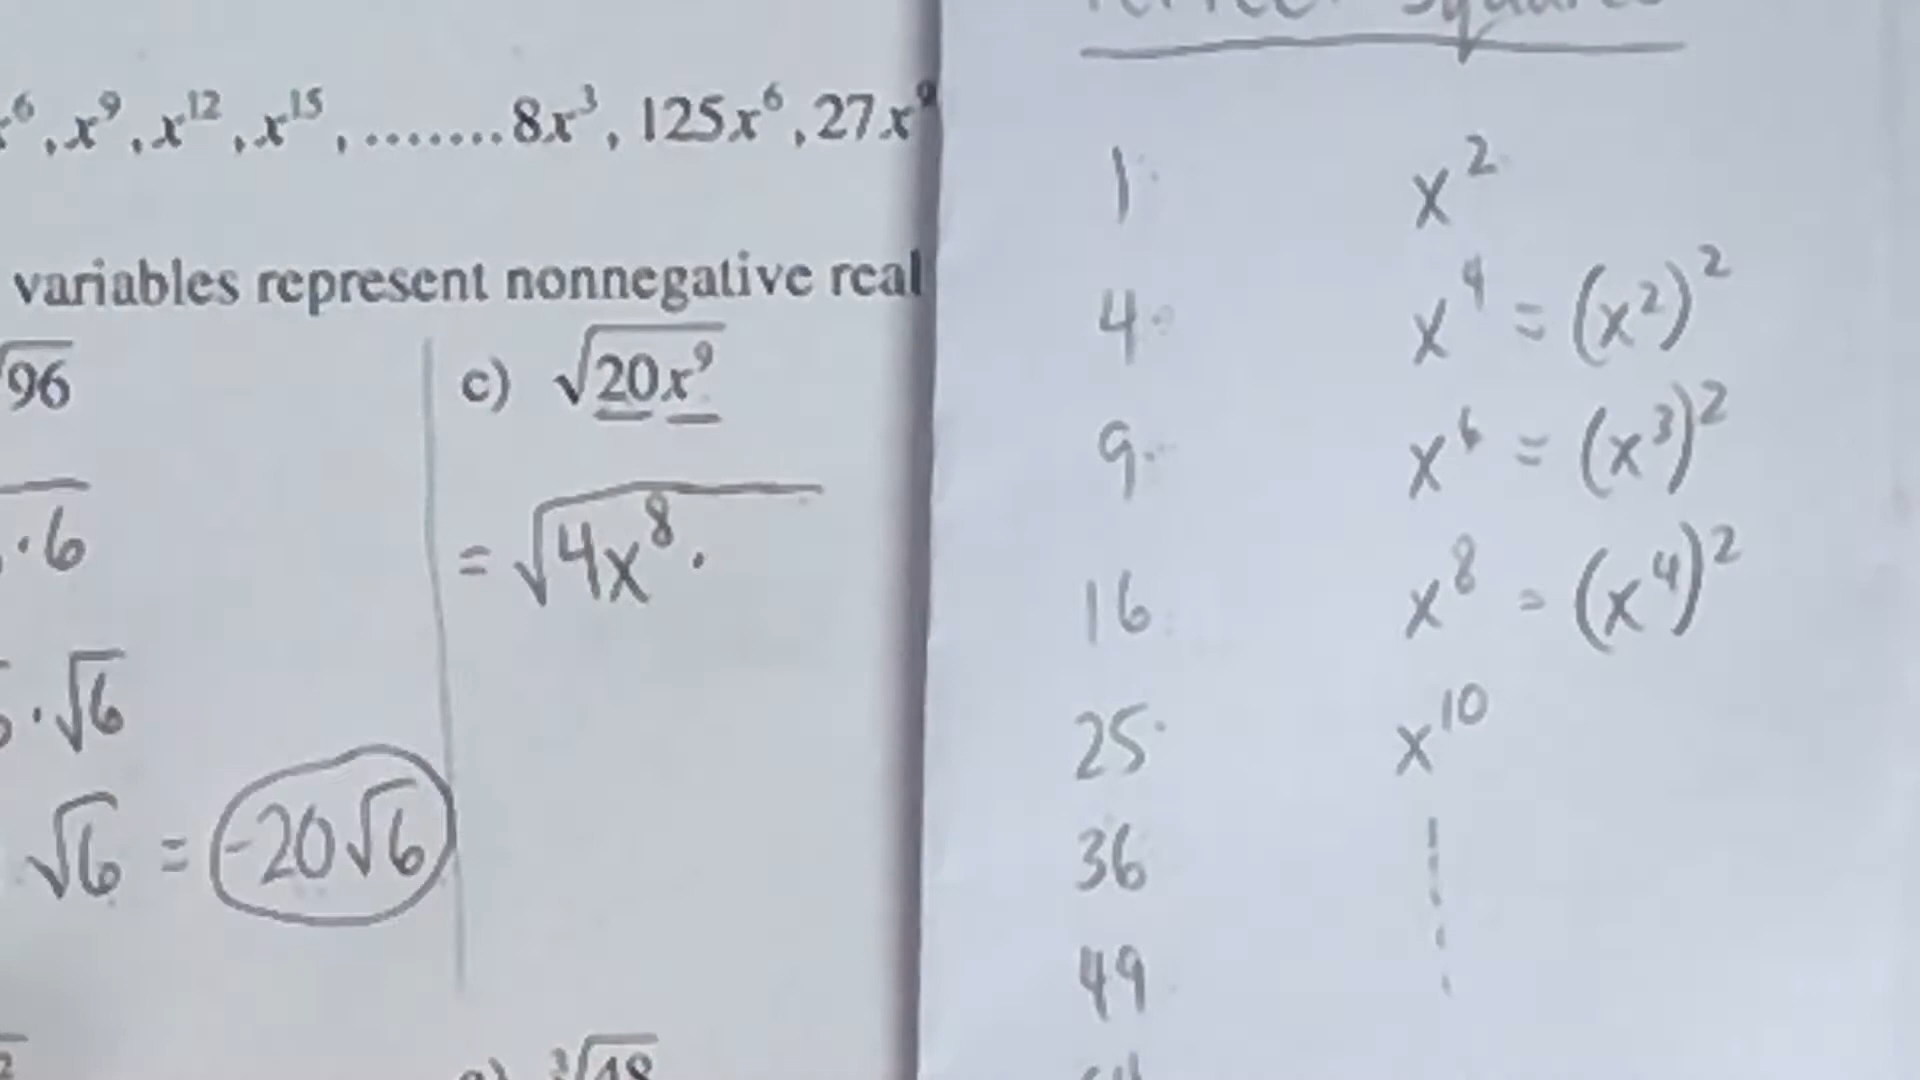 x⁶, x⁹, x¹², x¹⁵, ........ 8x³, 125x⁶, 27x⁹
variables represent nonnegative real
√96
· 6
· √6
√6 = -20√6
c) √20x⁹
= √4x⁸ ·
∛48
Perfect Squares
1 x²
4 x⁴ = (x²)²
9 x⁶ = (x³)²
16 x⁸ = (x⁴)²
25 x¹⁰
36
49